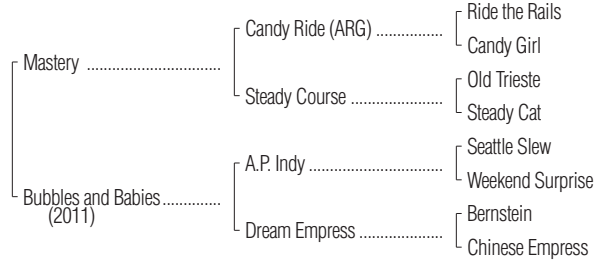 Ride the Rails
Candy Ride (ARG) ................
Candy Girl
Mastery ................................
Old Trieste
Steady Course ......................
Steady Cat
Seattle Slew
A.P. Indy ................................
Weekend Surprise
Bubbles and Babies..............
(2011)
Bernstein
Dream Empress ....................
Chinese Empress